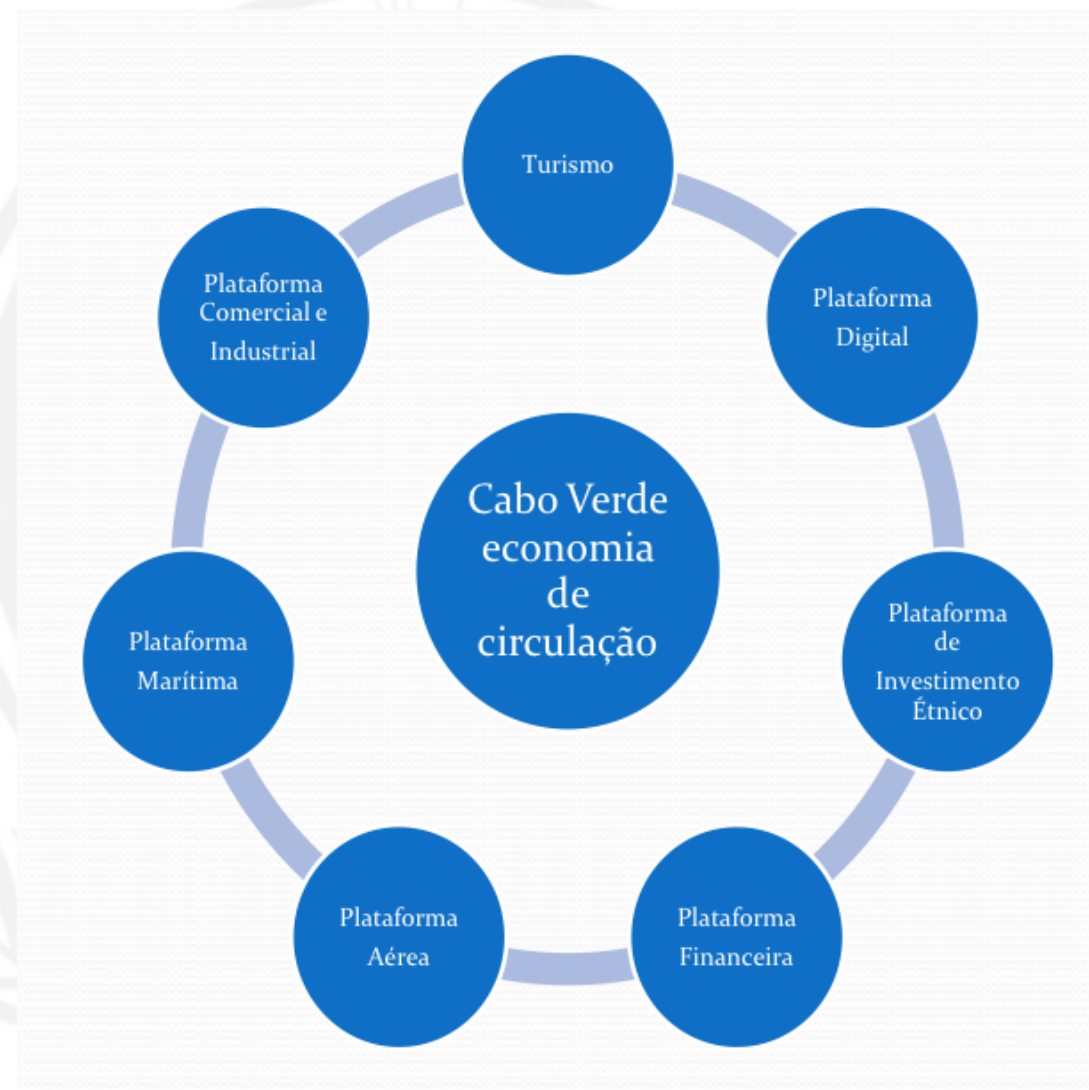 Turismo
Plataforma
Digital
Plataforma
de
Investimento
Étnico
Plataforma
Financeira
Plataforma
Aérea
Plataforma
Marítima
Plataforma
Comercial e
Industrial
Cabo Verde
economia
de
circulação